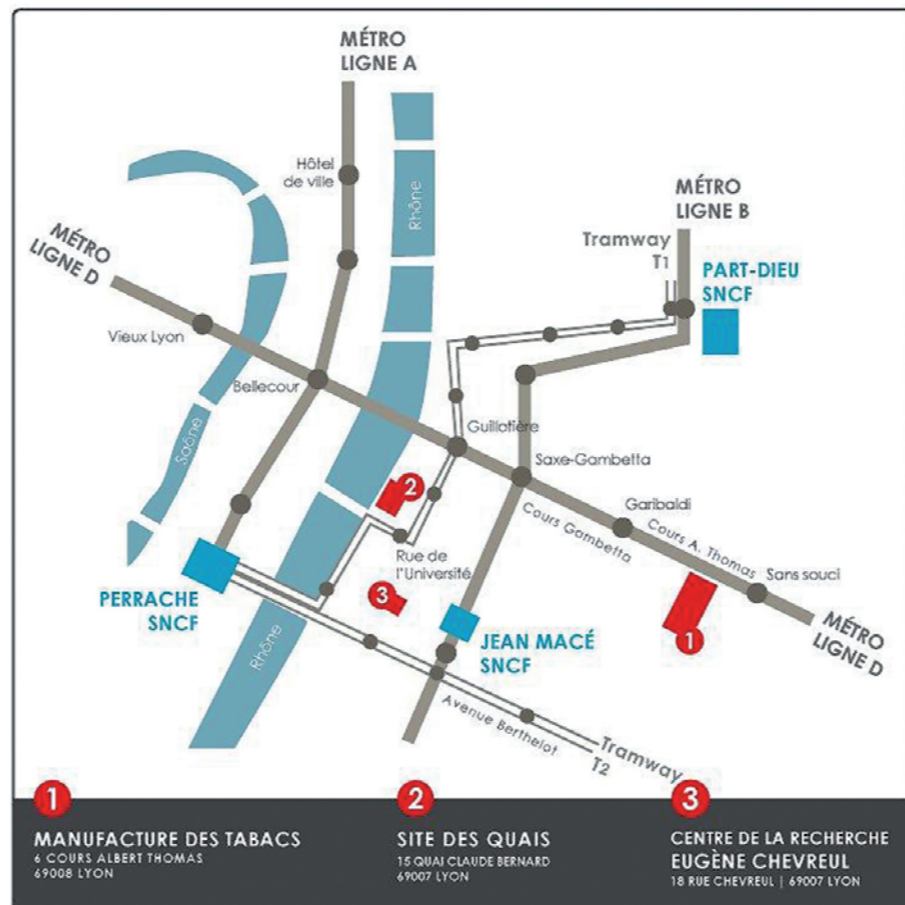 MÉTRO
LIGNE A
Hôtel
de ville
Rhône
MÉTRO
LIGNE B
Tramway
T1
PART-DIEU
SNCF
MÉTRO
LIGNE D
Vieux Lyon
Bellecour
Guillotière
Saône
Saxe-Gambetta
2
Garibaldi
Cours Gambetta
Cours A. Thomas
Rue de
l'Université
Sans souci
3
PERRACHE
SNCF
1
MÉTRO
LIGNE D
JEAN MACÉ
SNCF
Rhône
Avenue Berthelot
Tramway
T2
1
MANUFACTURE DES TABACS
6 COURS ALBERT THOMAS
69008 LYON
2
SITE DES QUAIS
15 QUAI CLAUDE BERNARD
69007 LYON
3
CENTRE DE LA RECHERCHE
EUGÈNE CHEVREUL
18 RUE CHEVREUL | 69007 LYON